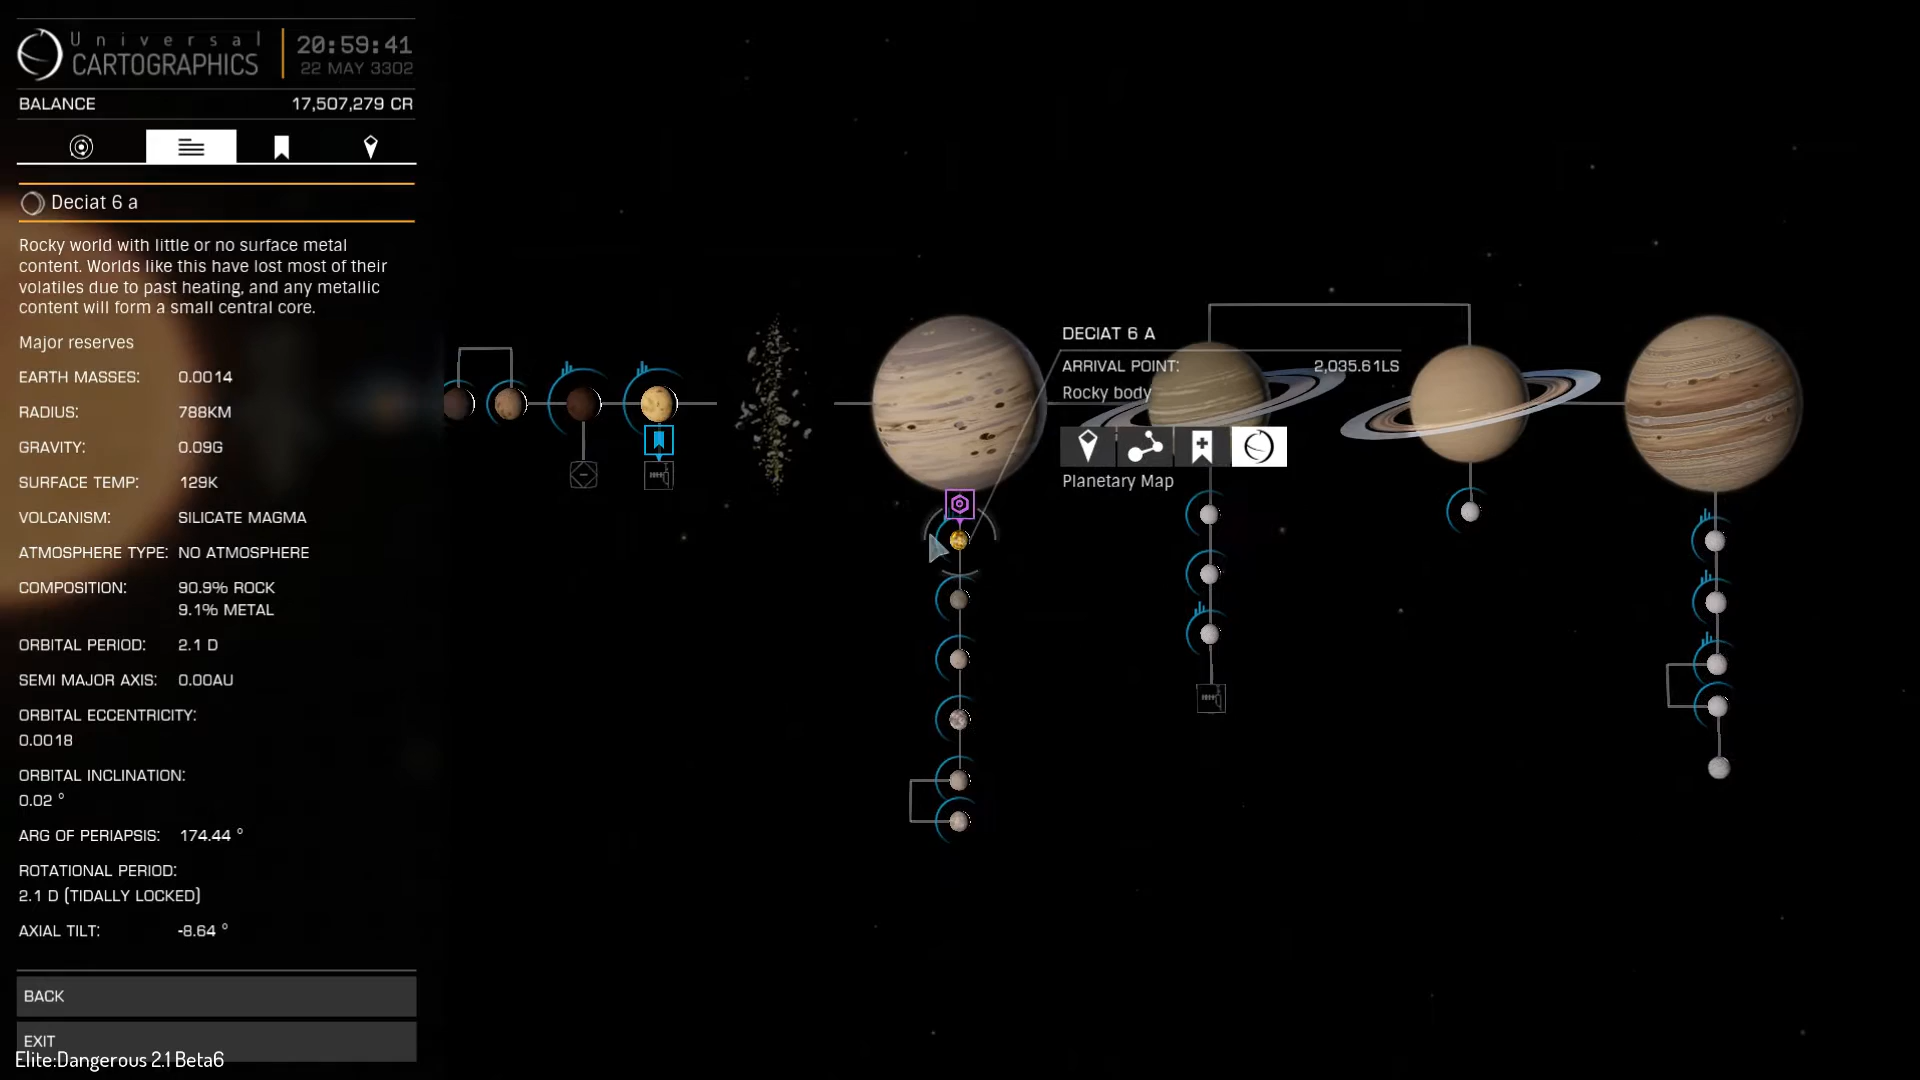 Universal
CARTOGRAPHICS
20:59:41
22 MAY 3302
BALANCE 17,507,279 CR
Deciat 6 a
Rocky world with little or no surface metal
content. Worlds like this have lost most of their
volatiles due to past heating, and any metallic
content will form a small central core.
Major reserves
EARTH MASSES: 0.0014
RADIUS: 788KM
GRAVITY: 0.09G
SURFACE TEMP: 129K
VOLCANISM: SILICATE MAGMA
ATMOSPHERE TYPE: NO ATMOSPHERE
COMPOSITION: 90.9% ROCK
9.1% METAL
ORBITAL PERIOD: 2.1 D
SEMI MAJOR AXIS: 0.00AU
ORBITAL ECCENTRICITY:
0.0018
ORBITAL INCLINATION:
0.02 °
ARG OF PERIAPSIS: 174.44 °
ROTATIONAL PERIOD:
2.1 D (TIDALLY LOCKED)
AXIAL TILT: -8.64 °
BACK
EXIT
Elite:Dangerous 2.1 Beta6
DECIAT 6 A
ARRIVAL POINT: 2,035.61LS
Rocky body
Planetary Map